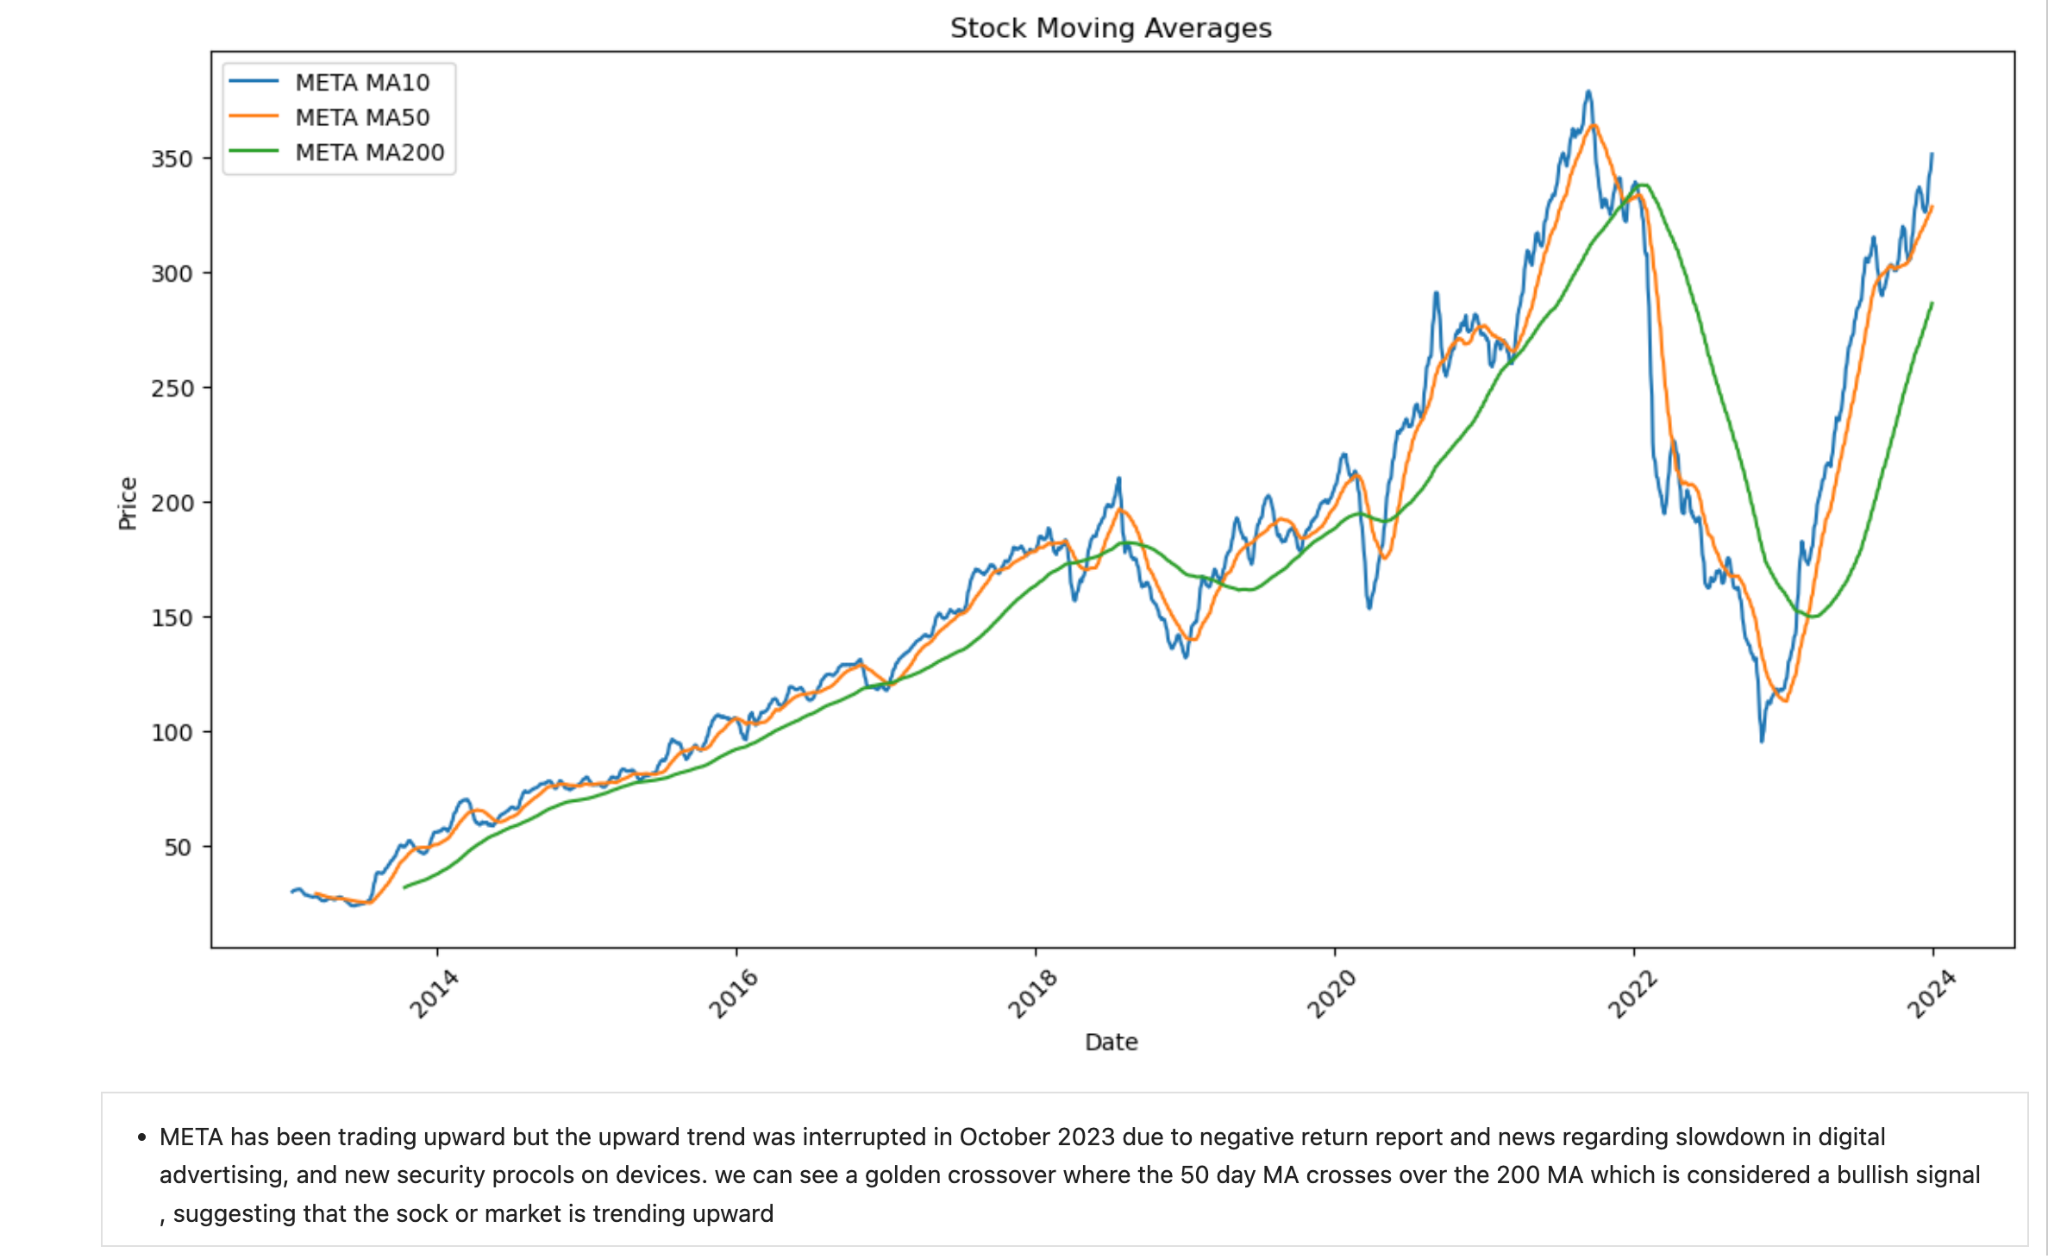 Stock Moving Averages
META MA10
META MA50
META MA200
350
300
250
200
150
100
50
Price
2014
2016
2018
2020
2022
2024
Date
• META has been trading upward but the upward trend was interrupted in October 2023 due to negative return report and news regarding slowdown in digital
advertising, and new security procols on devices. we can see a golden crossover where the 50 day MA crosses over the 200 MA which is considered a bullish signal
, suggesting that the sock or market is trending upward